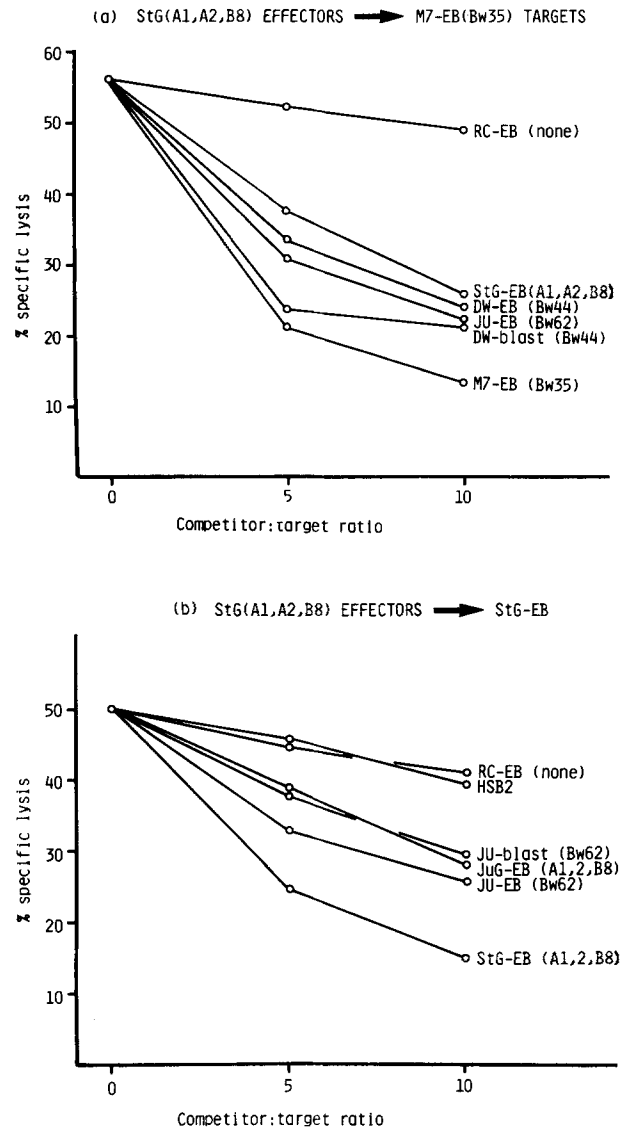 (a) StG(A1,A2,B8) EFFECTORS ➡ M7-EB(Bw35) TARGETS
60
50
40
30
20
10
% specific lysis
RC-EB (none)
StG-EB(A1,A2,B8)
DW-EB (Bw44)
JU-EB (Bw62)
DW-blast (Bw44)
M7-EB (Bw35)
0 5 10
Competitor:target ratio
(b) StG(A1,A2,B8) EFFECTORS ➡ StG-EB
50
40
30
20
10
% specific lysis
RC-EB (none)
HSB2
JU-blast (Bw62)
JuG-EB (A1,2,B8)
JU-EB (Bw62)
StG-EB (A1,2,B8)
0 5 10
Competitor:target ratio